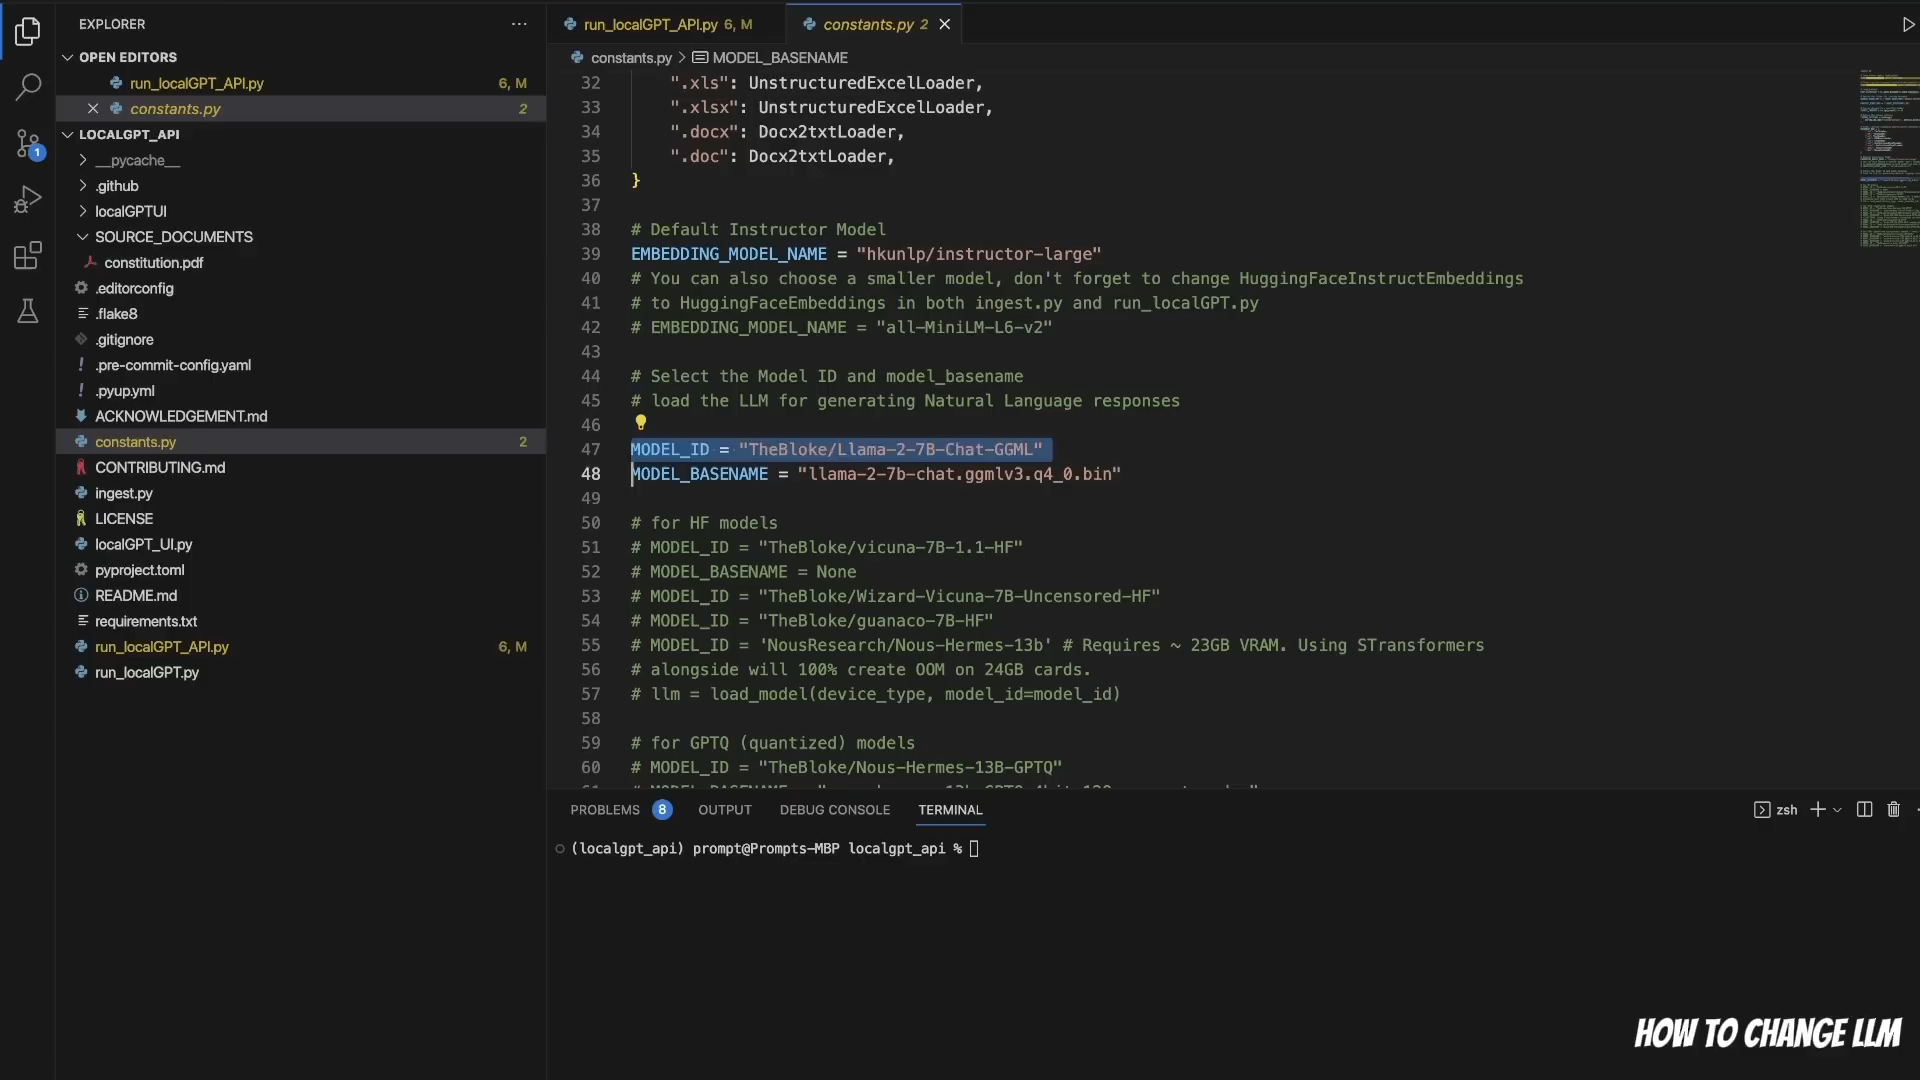 EXPLORER
OPEN EDITORS
run_localGPT_API.py 6, M
constants.py 2
LOCALGPT_API
__pycache__
.github
localGPTUI
SOURCE_DOCUMENTS
constitution.pdf
.editorconfig
.flake8
.gitignore
.pre-commit-config.yaml
.pyup.yml
ACKNOWLEDGEMENT.md
constants.py 2
CONTRIBUTING.md
ingest.py
LICENSE
localGPT_UI.py
pyproject.toml
README.md
requirements.txt
run_localGPT_API.py 6, M
run_localGPT.py
1
run_localGPT_API.py 6, M
constants.py 2
constants.py > MODEL_BASENAME
32 ".xls": UnstructuredExcelLoader,
33 ".xlsx": UnstructuredExcelLoader,
34 ".docx": Docx2txtLoader,
35 ".doc": Docx2txtLoader,
36 }
37
38 # Default Instructor Model
39 EMBEDDING_MODEL_NAME = "hkunlp/instructor-large"
40 # You can also choose a smaller model, don't forget to change HuggingFaceInstructEmbeddings
41 # to HuggingFaceEmbeddings in both ingest.py and run_localGPT.py
42 # EMBEDDING_MODEL_NAME = "all-MiniLM-L6-v2"
43
44 # Select the Model ID and model_basename
45 # load the LLM for generating Natural Language responses
46
47 MODEL_ID = "TheBloke/Llama-2-7B-Chat-GGML"
48 MODEL_BASENAME = "llama-2-7b-chat.ggmlv3.q4_0.bin"
49
50 # for HF models
51 # MODEL_ID = "TheBloke/vicuna-7B-1.1-HF"
52 # MODEL_BASENAME = None
53 # MODEL_ID = "TheBloke/Wizard-Vicuna-7B-Uncensored-HF"
54 # MODEL_ID = "TheBloke/guanaco-7B-HF"
55 # MODEL_ID = 'NousResearch/Nous-Hermes-13b' # Requires ~ 23GB VRAM. Using STransformers
56 # alongside will 100% create OOM on 24GB cards.
57 # llm = load_model(device_type, model_id=model_id)
58
59 # for GPTQ (quantized) models
60 # MODEL_ID = "TheBloke/Nous-Hermes-13B-GPTQ"
PROBLEMS 8 OUTPUT DEBUG CONSOLE TERMINAL zsh
(localgpt_api) prompt@Prompts-MBP localgpt_api %
HOW TO CHANGE LLM